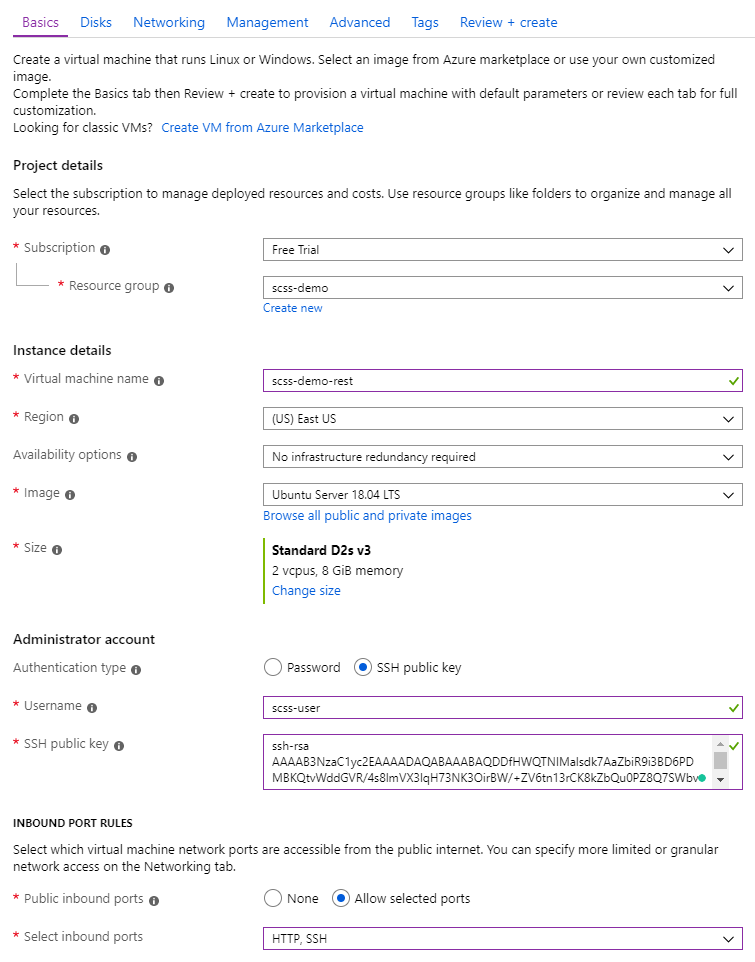 Basics Disks Networking Management Advanced Tags Review + create
Create a virtual machine that runs Linux or Windows. Select an image from Azure marketplace or use your own customized
image.
Complete the Basics tab then Review + create to provision a virtual machine with default parameters or review each tab for full
customization.
Looking for classic VMs? Create VM from Azure Marketplace
Project details
Select the subscription to manage deployed resources and costs. Use resource groups like folders to organize and manage all
your resources.
* Subscription Free Trial
* Resource group scss-demo
Create new
Instance details
* Virtual machine name scss-demo-rest
* Region (US) East US
Availability options No infrastructure redundancy required
* Image Ubuntu Server 18.04 LTS
Browse all public and private images
* Size Standard D2s v3
2 vcpus, 8 GiB memory
Change size
Administrator account
Authentication type Password SSH public key
* Username scss-user
* SSH public key ssh-rsa
AAAAB3NzaC1yc2EAAAADAQABAAABAQDDfHWQTNIMalsdk7AaZbiR9i3BD6PD
MBKQtvWddGVR/4s8lmVX3IqH73NK3OirBW/+ZV6tn13rCK8kZbQu0PZ8Q7SWbv
INBOUND PORT RULES
Select which virtual machine network ports are accessible from the public internet. You can specify more limited or granular
network access on the Networking tab.
* Public inbound ports None Allow selected ports
* Select inbound ports HTTP, SSH